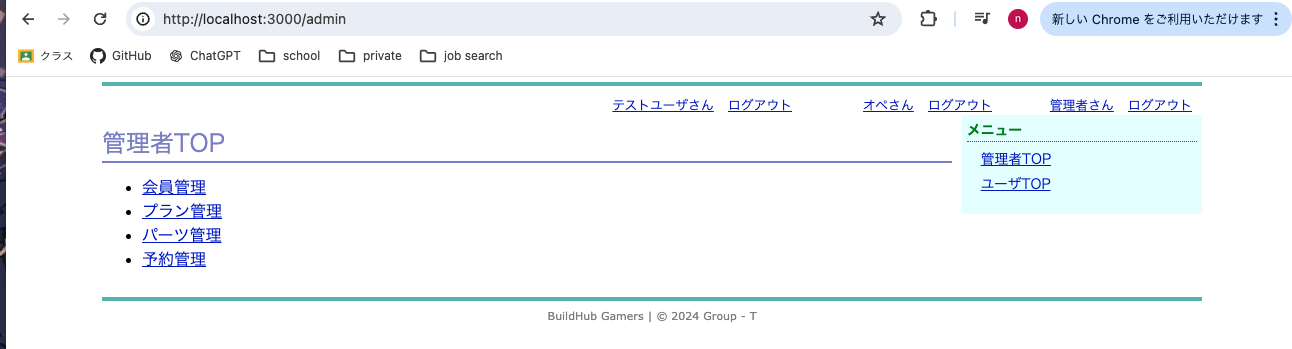 http://localhost:3000/admin
n
新しい Chrome をご利用いただけます
クラス GitHub ChatGPT school private job search
テストユーザさん ログアウト オペさん ログアウト 管理者さん ログアウト
管理者TOP
会員管理
プラン管理
パーツ管理
予約管理
メニュー
管理者TOP
ユーザTOP
BuildHub Gamers | © 2024 Group - T